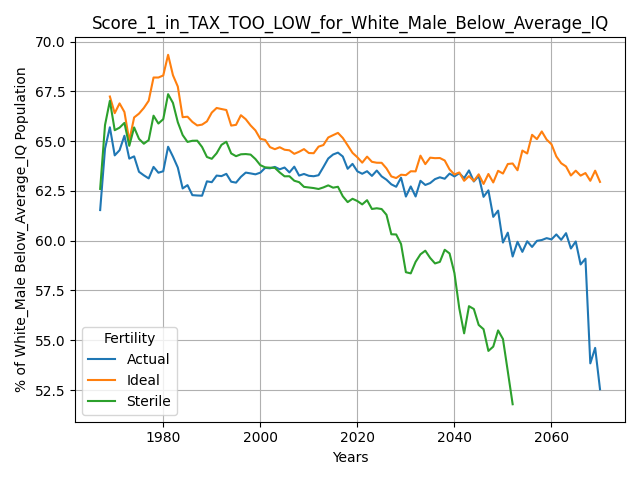 Score_1_in_TAX_TOO_LOW_for_White_Male_Below_Average_IQ
% of White_Male Below_Average_IQ Population
70.0
67.5
65.0
62.5
60.0
57.5
55.0
52.5
Fertility
Actual
Ideal
Sterile
1980
2000
2020
2040
2060
Years